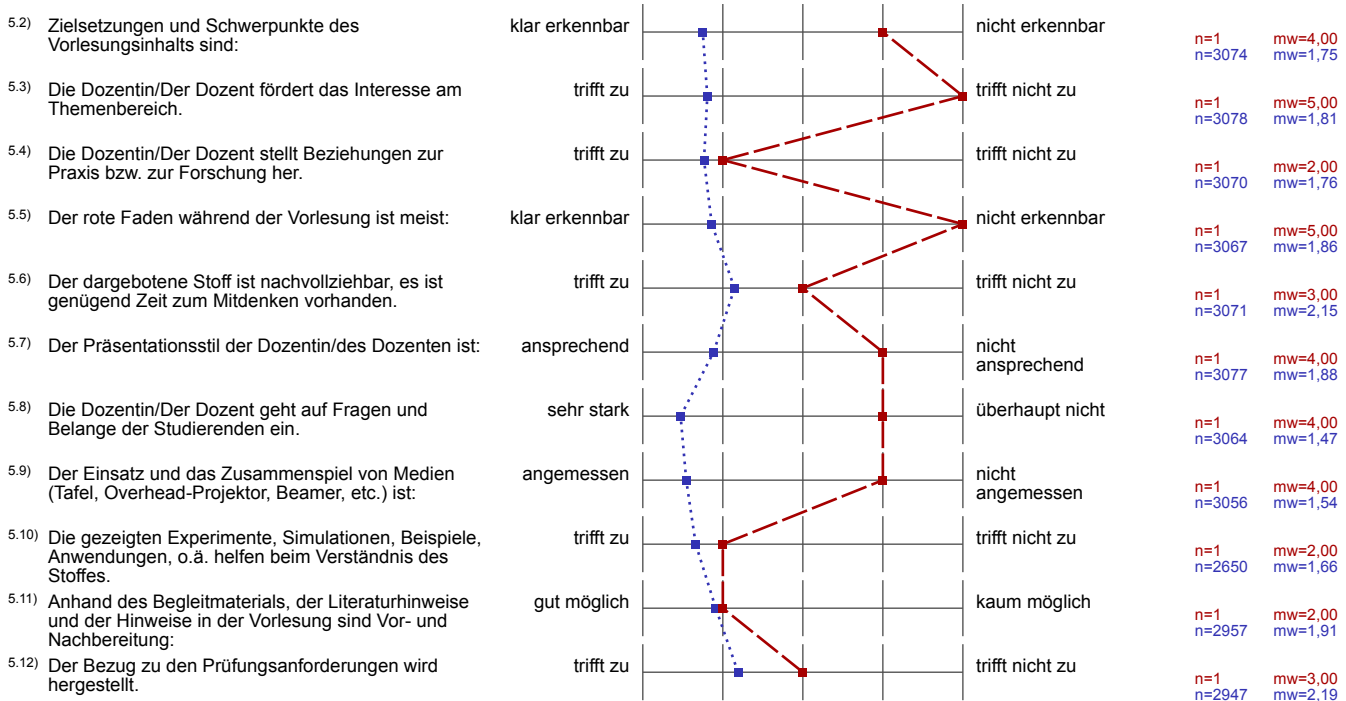 5.2) Zielsetzungen und Schwerpunkte des klar erkennbar nicht erkennbar
Vorlesungsinhalts sind:
n=1 mw=4,00
n=3074 mw=1,75
5.3) Die Dozentin/Der Dozent fördert das Interesse am trifft zu trifft nicht zu
Themenbereich.
n=1 mw=5,00
n=3078 mw=1,81
5.4) Die Dozentin/Der Dozent stellt Beziehungen zur trifft zu trifft nicht zu
Praxis bzw. zur Forschung her.
n=1 mw=2,00
n=3070 mw=1,76
5.5) Der rote Faden während der Vorlesung ist meist: klar erkennbar nicht erkennbar
n=1 mw=5,00
n=3067 mw=1,86
5.6) Der dargebotene Stoff ist nachvollziehbar, es ist trifft zu trifft nicht zu
genügend Zeit zum Mitdenken vorhanden.
n=1 mw=3,00
n=3071 mw=2,15
5.7) Der Präsentationsstil der Dozentin/des Dozenten ist: ansprechend nicht
ansprechend
n=1 mw=4,00
n=3077 mw=1,88
5.8) Die Dozentin/Der Dozent geht auf Fragen und sehr stark überhaupt nicht
Belange der Studierenden ein.
n=1 mw=4,00
n=3064 mw=1,47
5.9) Der Einsatz und das Zusammenspiel von Medien angemessen nicht
(Tafel, Overhead-Projektor, Beamer, etc.) ist: angemessen
n=1 mw=4,00
n=3056 mw=1,54
5.10) Die gezeigten Experimente, Simulationen, Beispiele, trifft zu trifft nicht zu
Anwendungen, o.ä. helfen beim Verständnis des
Stoffes.
n=1 mw=2,00
n=2650 mw=1,66
5.11) Anhand des Begleitmaterials, der Literaturhinweise gut möglich kaum möglich
und der Hinweise in der Vorlesung sind Vor- und
Nachbereitung:
n=1 mw=2,00
n=2957 mw=1,91
5.12) Der Bezug zu den Prüfungsanforderungen wird trifft zu trifft nicht zu
hergestellt.
n=1 mw=3,00
n=2947 mw=2,19